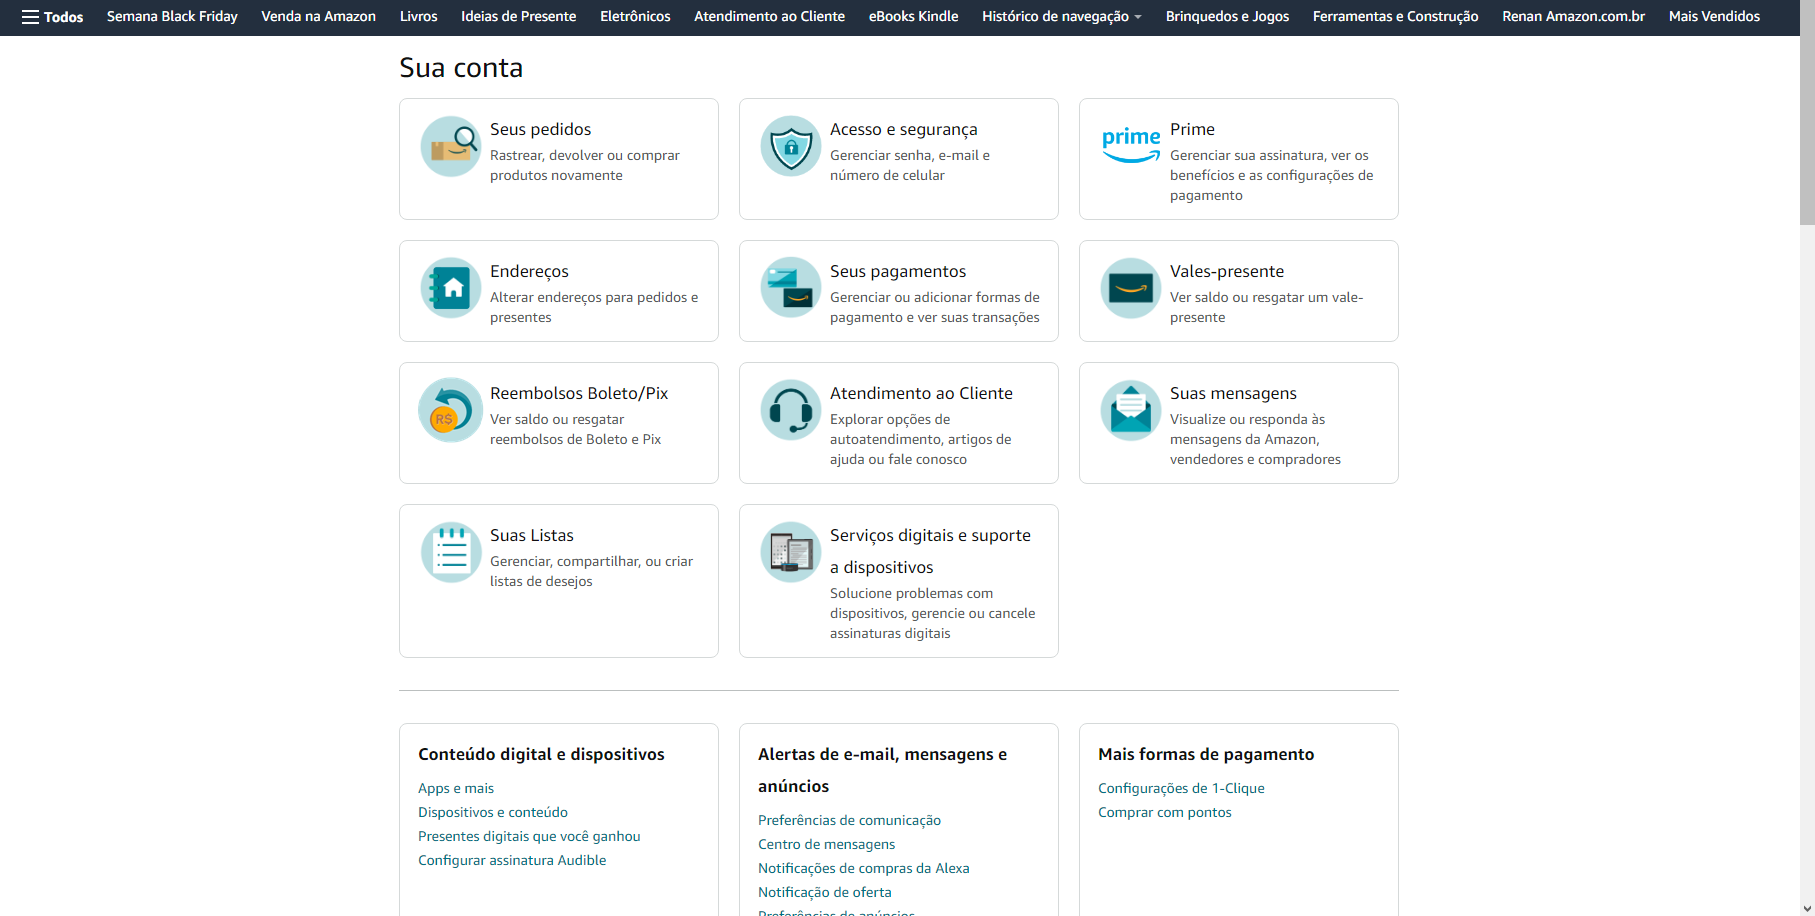 Todos Semana Black Friday Venda na Amazon Livros Ideias de Presente Eletrônicos Atendimento ao Cliente eBooks Kindle Histórico de navegação Brinquedos e Jogos Ferramentas e Construção Renan Amazon.com.br Mais Vendidos
Sua conta
Seus pedidos
Rastrear, devolver ou comprar
produtos novamente
Acesso e segurança
Gerenciar senha, e-mail e
número de celular
prime
Prime
Gerenciar sua assinatura, ver os
benefícios e as configurações de
pagamento
Endereços
Alterar endereços para pedidos e
presentes
Seus pagamentos
Gerenciar ou adicionar formas de
pagamento e ver suas transações
Vales-presente
Ver saldo ou resgatar um vale-
presente
R$
Reembolsos Boleto/Pix
Ver saldo ou resgatar
reembolsos de Boleto e Pix
Atendimento ao Cliente
Explorar opções de
autoatendimento, artigos de
ajuda ou fale conosco
Suas mensagens
Visualize ou responda às
mensagens da Amazon,
vendedores e compradores
Suas Listas
Gerenciar, compartilhar, ou criar
listas de desejos
Serviços digitais e suporte
a dispositivos
Solucione problemas com
dispositivos, gerencie ou cancele
assinaturas digitais
Conteúdo digital e dispositivos
Apps e mais
Dispositivos e conteúdo
Presentes digitais que você ganhou
Configurar assinatura Audible
Alertas de e-mail, mensagens e
anúncios
Preferências de comunicação
Centro de mensagens
Notificações de compras da Alexa
Notificação de oferta
Preferências de anúncios
Mais formas de pagamento
Configurações de 1-Clique
Comprar com pontos